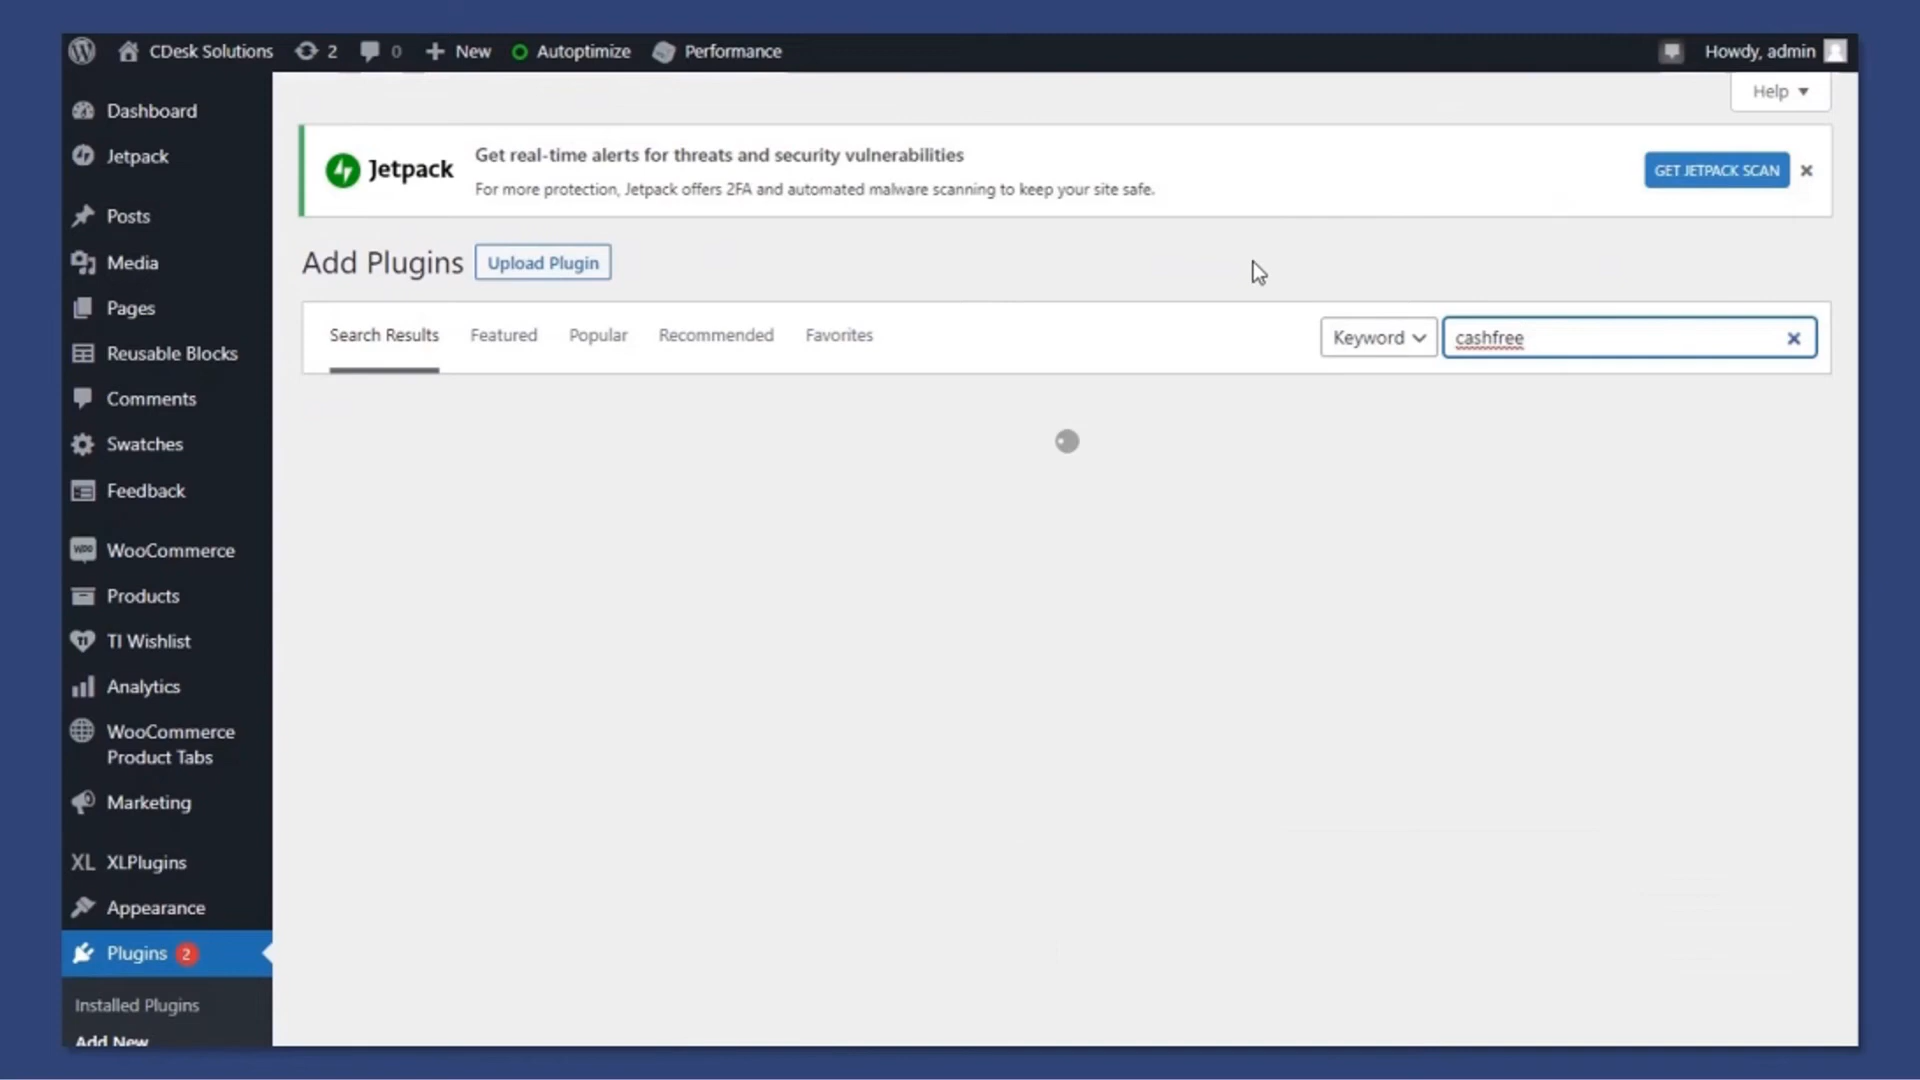 CDesk Solutions
2
0
New
Autoptimize
Performance
Howdy, admin
Dashboard
Jetpack
Posts
Media
Pages
Reusable Blocks
Comments
Swatches
Feedback
WOO
WooCommerce
Products
TI
TI Wishlist
Analytics
WooCommerce
Product Tabs
Marketing
XL
XLPlugins
Appearance
Plugins 2
Installed Plugins
Add New
Help
Jetpack
Get real-time alerts for threats and security vulnerabilities
For more protection, Jetpack offers 2FA and automated malware scanning to keep your site safe.
GET JETPACK SCAN
Add Plugins
Upload Plugin
Search Results
Featured
Popular
Recommended
Favorites
Keyword
cashfree